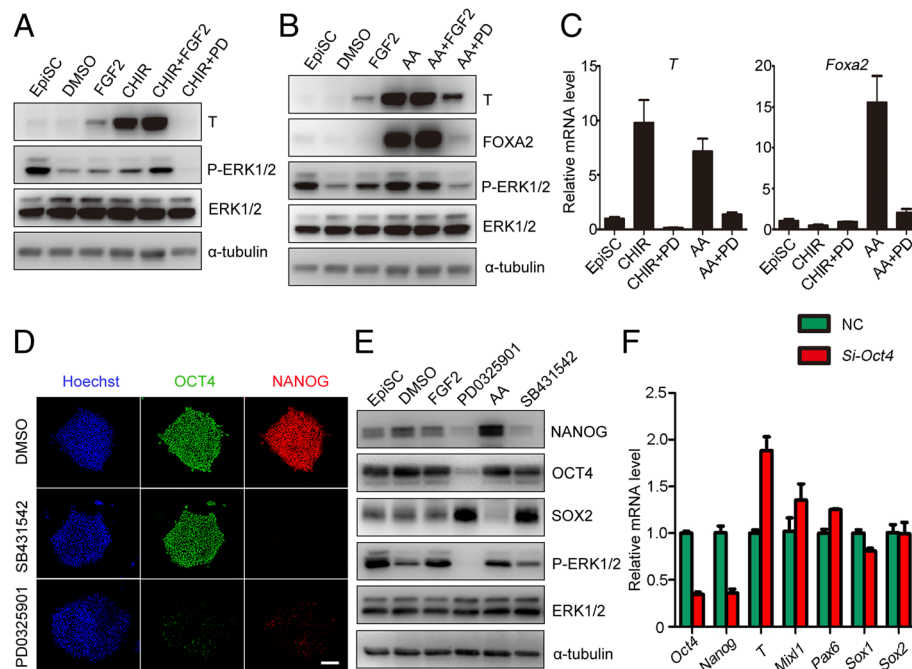 A
EpiSC
DMSO
FGF2
CHIR
CHIR+FGF2
CHIR+PD
T
P-ERK1/2
ERK1/2
α-tubulin
B
EpiSC
DMSO
FGF2
AA
AA+FGF2
AA+PD
T
FOXA2
P-ERK1/2
ERK1/2
α-tubulin
C
T
Relative mRNA level
15
10
5
0
EpiSC
CHIR
CHIR+PD
AA
AA+PD
Foxa2
20
15
10
5
0
EpiSC
CHIR
CHIR+PD
AA
AA+PD
D
Hoechst
OCT4
NANOG
DMSO
SB431542
PD0325901
E
EpiSC
DMSO
FGF2
PD0325901
AA
SB431542
NANOG
OCT4
SOX2
P-ERK1/2
ERK1/2
α-tubulin
NC
Si-Oct4
F
Relative mRNA level
2.5
2.0
1.5
1.0
0.5
0
Oct4
Nanog
T
Mixl1
Pax6
Sox1
Sox2